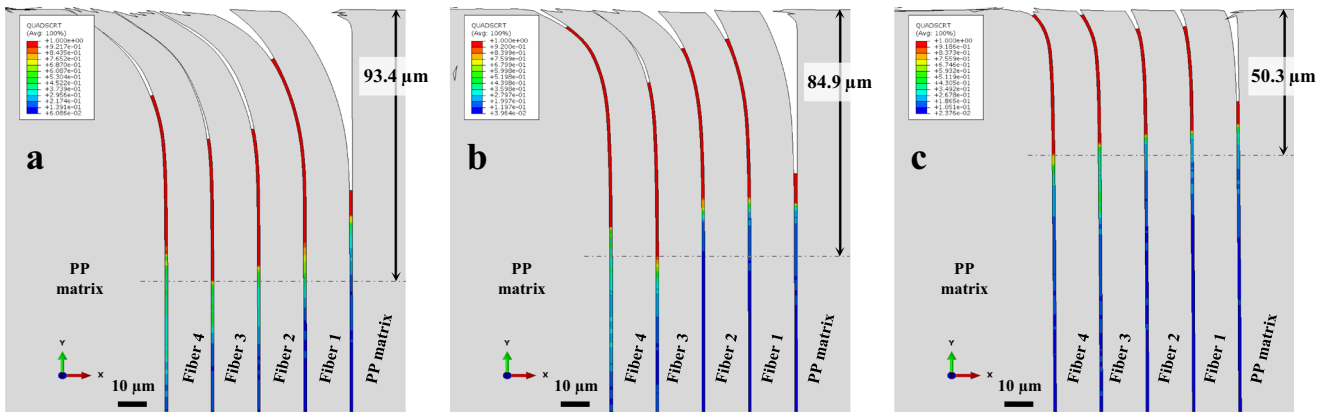 QUADSCRT
(Avg: 100%)
+1.000e+00
+9.217e-01
+8.435e-01
+7.652e-01
+6.870e-01
+6.087e-01
+5.304e-01
+4.522e-01
+3.739e-01
+2.956e-01
+2.174e-01
+1.391e-01
+6.086e-02
93.4 µm
a
PP
matrix
Fiber 4
Fiber 3
Fiber 2
Fiber 1
PP matrix
Y
X
10 µm
QUADSCRT
(Avg: 100%)
+1.000e+00
+9.200e-01
+8.399e-01
+7.599e-01
+6.799e-01
+5.998e-01
+5.198e-01
+4.398e-01
+3.598e-01
+2.797e-01
+1.997e-01
+1.197e-01
+3.964e-02
84.9 µm
b
PP
matrix
Fiber 4
Fiber 3
Fiber 2
Fiber 1
PP matrix
Y
X
10 µm
QUADSCRT
(Avg: 100%)
+1.000e+00
+9.186e-01
+8.373e-01
+7.559e-01
+6.746e-01
+5.932e-01
+5.119e-01
+4.305e-01
+3.492e-01
+2.678e-01
+1.865e-01
+1.051e-01
+2.376e-02
50.3 µm
c
PP
matrix
Fiber 4
Fiber 3
Fiber 2
Fiber 1
PP matrix
Y
X
10 µm